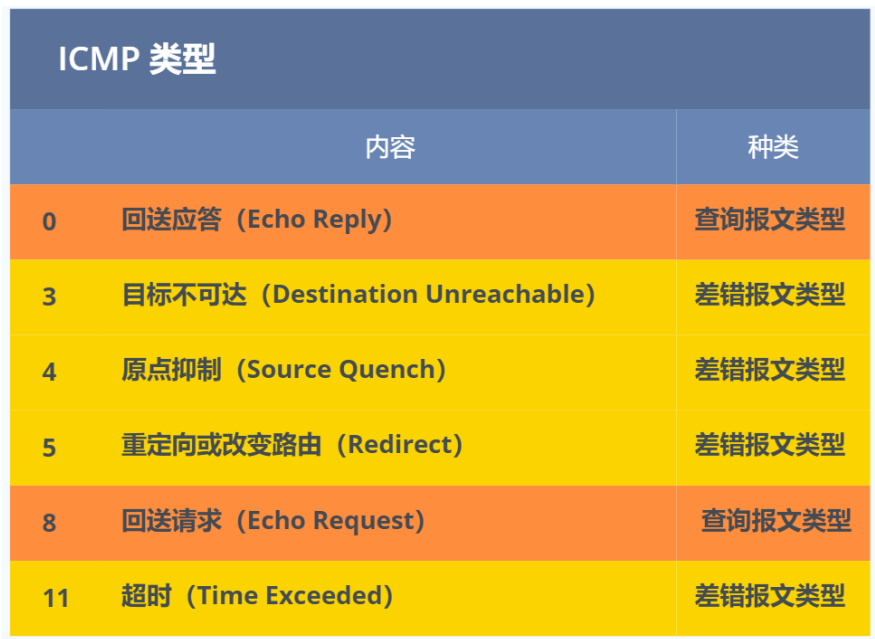 ICMP 类型
内容 种类
0 回送应答（Echo Reply） 查询报文类型
3 目标不可达（Destination Unreachable） 差错报文类型
4 原点抑制（Source Quench） 差错报文类型
5 重定向或改变路由（Redirect） 差错报文类型
8 回送请求（Echo Request） 查询报文类型
11 超时（Time Exceeded） 差错报文类型